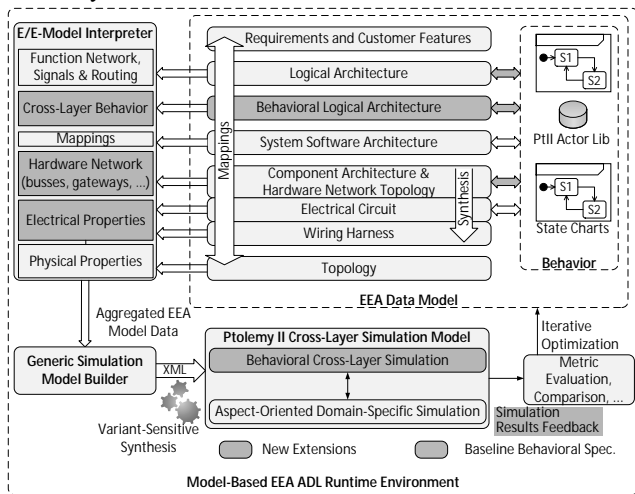 E/E-Model Interpreter
Function Network,
Signals & Routing
Cross-Layer Behavior
Mappings
Hardware Network
(busses, gateways, ...)
Electrical Properties
Physical Properties
Requirements and Customer Features
Logical Architecture
Behavioral Logical Architecture
System Software Architecture
Component Architecture &
Hardware Network Topology
Electrical Circuit
Wiring Harness
Topology
Mappings
Synthesis
S1
S2
PtII Actor Lib
S1
S2
State Charts
Behavior
EEA Data Model
Aggregated EEA
Model Data
Generic Simulation
Model Builder
XML
Variant-Sensitive
Synthesis
Ptolemy II Cross-Layer Simulation Model
Behavioral Cross-Layer Simulation
Aspect-Oriented Domain-Specific Simulation
Iterative
Optimization
Metric
Evaluation,
Comparison, ...
Simulation
Results Feedback
New Extensions
Baseline Behavioral Spec.
Model-Based EEA ADL Runtime Environment